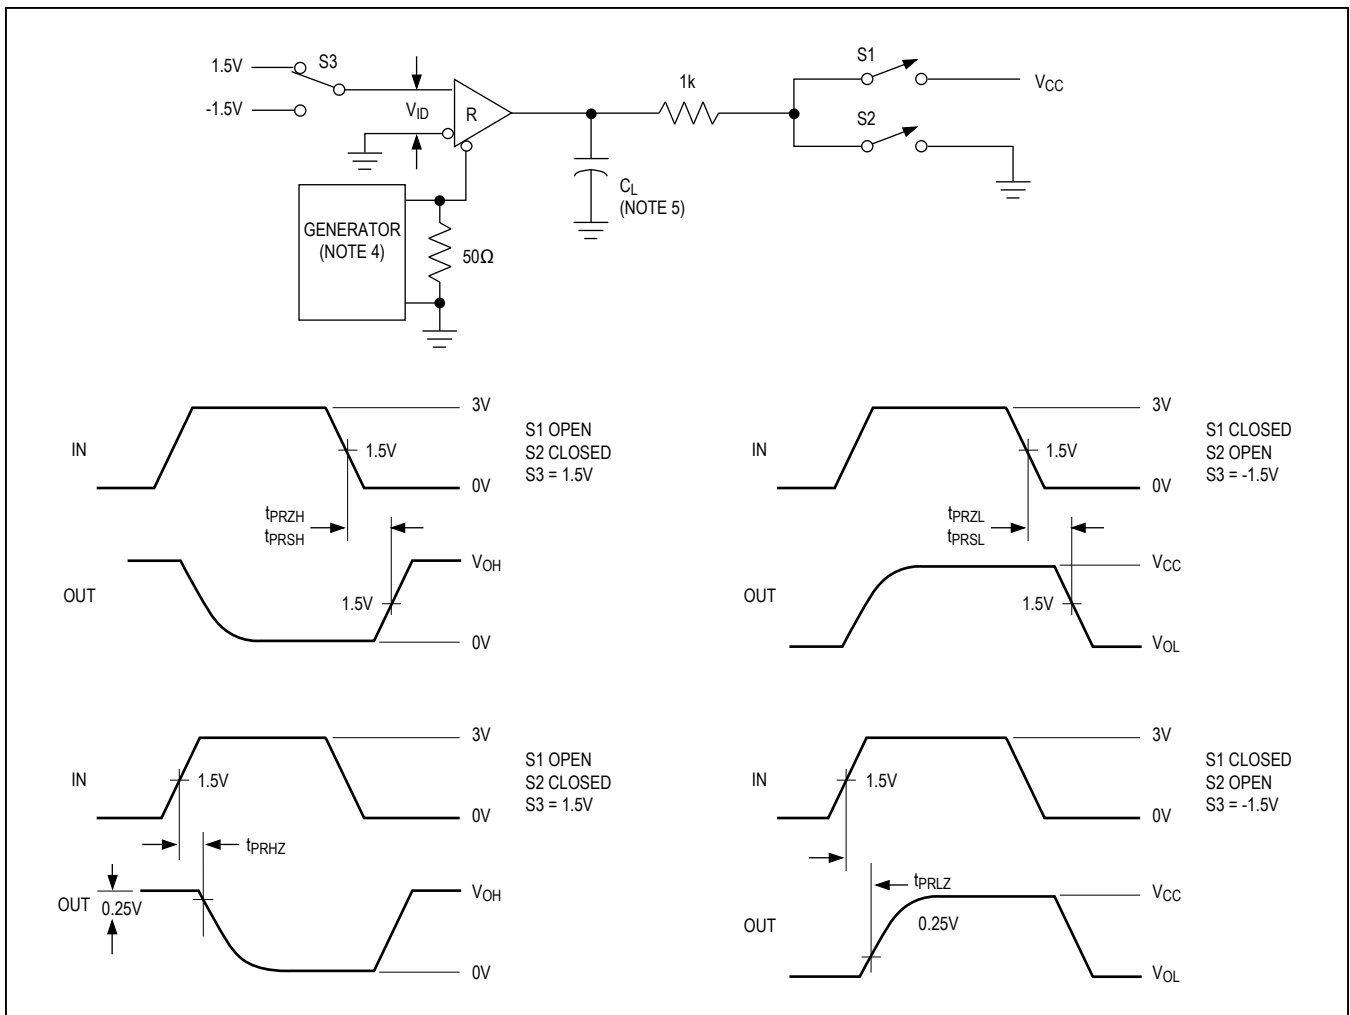 1.5V
S3
-1.5V
VID
R
1k
S1
VCC
S2
CL
(NOTE 5)
GENERATOR
(NOTE 4)
50Ω
IN
3V
1.5V
0V
S1 OPEN
S2 CLOSED
S3 = 1.5V
tPRZH
tPRSH
OUT
VOH
1.5V
0V
IN
3V
1.5V
0V
S1 CLOSED
S2 OPEN
S3 = -1.5V
tPRZL
tPRSL
OUT
VCC
1.5V
VOL
IN
3V
1.5V
0V
S1 OPEN
S2 CLOSED
S3 = 1.5V
tPRHZ
OUT
0.25V
VOH
0V
IN
3V
1.5V
0V
S1 CLOSED
S2 OPEN
S3 = -1.5V
tPRLZ
OUT
0.25V
VCC
VOL